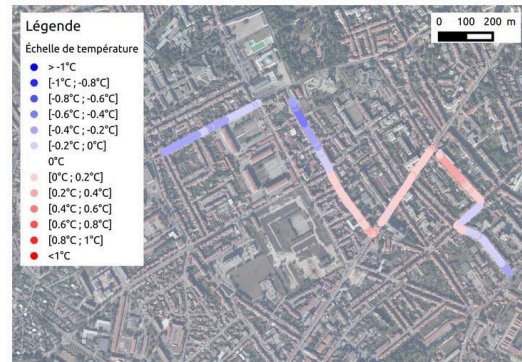 Légende
Échelle de température
> -1°C
[-1°C ; -0.8°C]
[-0.8°C ; -0.6°C]
[-0.6°C ; -0.4°C]
[-0.4°C ; -0.2°C]
[-0.2°C ; 0°C]
0°C
[0°C ; 0.2°C]
[0.2°C ; 0.4°C]
[0.4°C ; 0.6°C]
[0.6°C ; 0.8°C]
[0.8°C ; 1°C]
<1°C
0 100 200 m